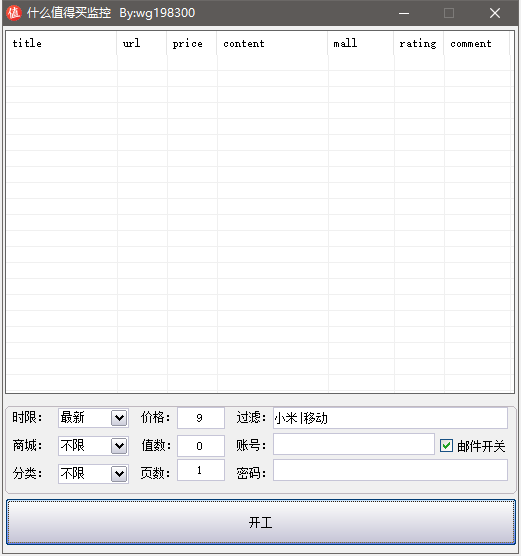 值 什么值得买监控 By:wg198300
title url price content mall rating comment
时限： 最新 价格： 9 过滤： 小米|移动
商城： 不限 值数： 0 账号： 邮件开关
分类： 不限 页数： 1 密码：
开工